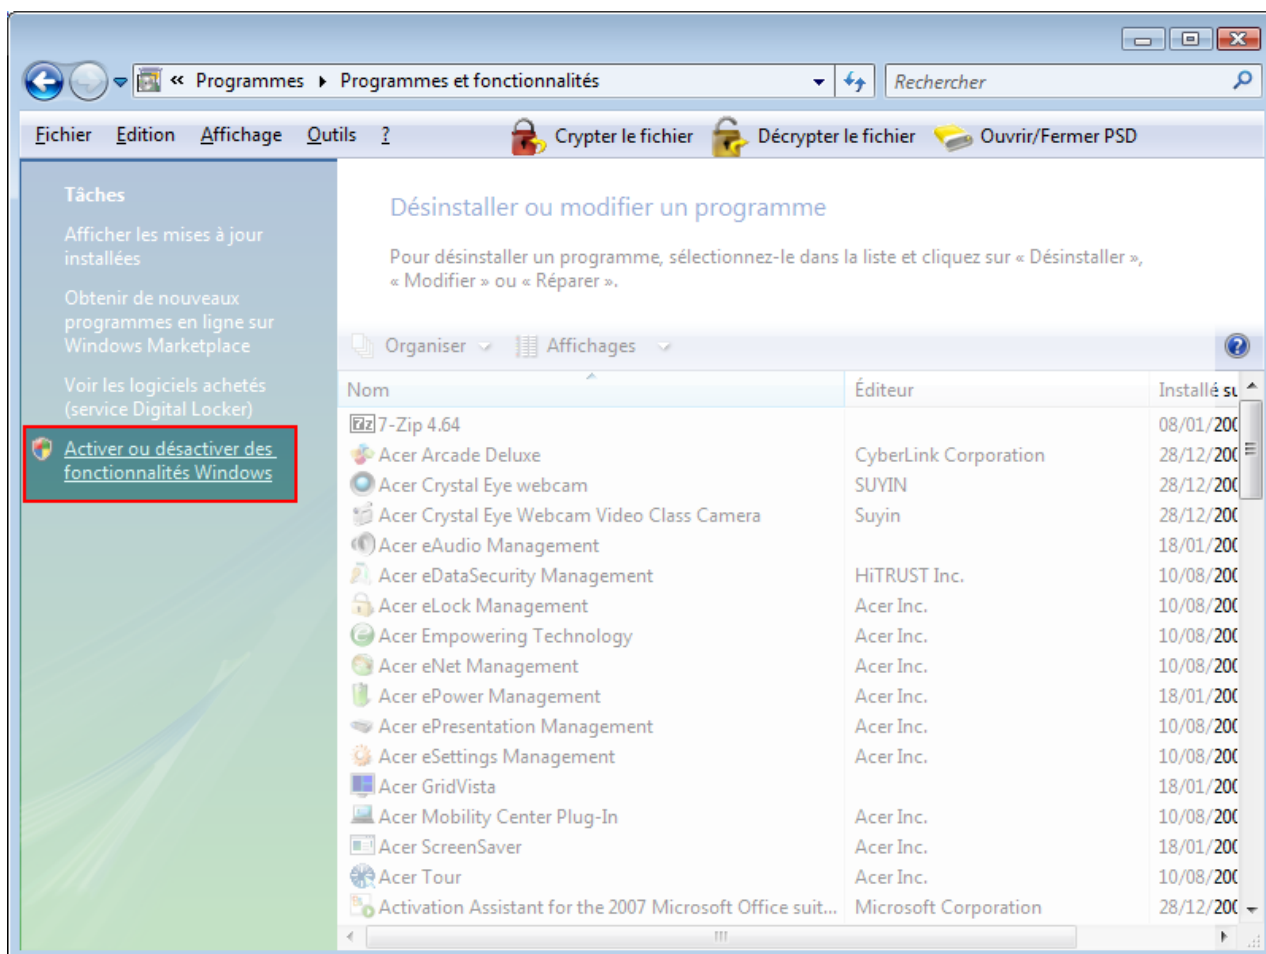 « Programmes Programmes et fonctionnalités Rechercher
Fichier Edition Affichage Outils ? Crypter le fichier Décrypter le fichier Ouvrir/Fermer PSD
Tâches
Afficher les mises à jour
installées
Obtenir de nouveaux
programmes en ligne sur
Windows Marketplace
Voir les logiciels achetés
(service Digital Locker)
Activer ou désactiver des
fonctionnalités Windows
Désinstaller ou modifier un programme
Pour désinstaller un programme, sélectionnez-le dans la liste et cliquez sur « Désinstaller »,
« Modifier » ou « Réparer ».
Organiser Affichages
Nom Éditeur Installé su
7-Zip 4.64 08/01/200
Acer Arcade Deluxe CyberLink Corporation 28/12/200
Acer Crystal Eye webcam SUYIN 28/12/200
Acer Crystal Eye Webcam Video Class Camera Suyin 28/12/200
Acer eAudio Management 18/01/200
Acer eDataSecurity Management HiTRUST Inc. 10/08/200
Acer eLock Management Acer Inc. 10/08/200
Acer Empowering Technology Acer Inc. 10/08/200
Acer eNet Management Acer Inc. 10/08/200
Acer ePower Management Acer Inc. 18/01/200
Acer ePresentation Management Acer Inc. 10/08/200
Acer eSettings Management Acer Inc. 10/08/200
Acer GridVista 18/01/200
Acer Mobility Center Plug-In Acer Inc. 10/08/200
Acer ScreenSaver Acer Inc. 18/01/200
Acer Tour Acer Inc. 10/08/200
Activation Assistant for the 2007 Microsoft Office suit... Microsoft Corporation 28/12/200